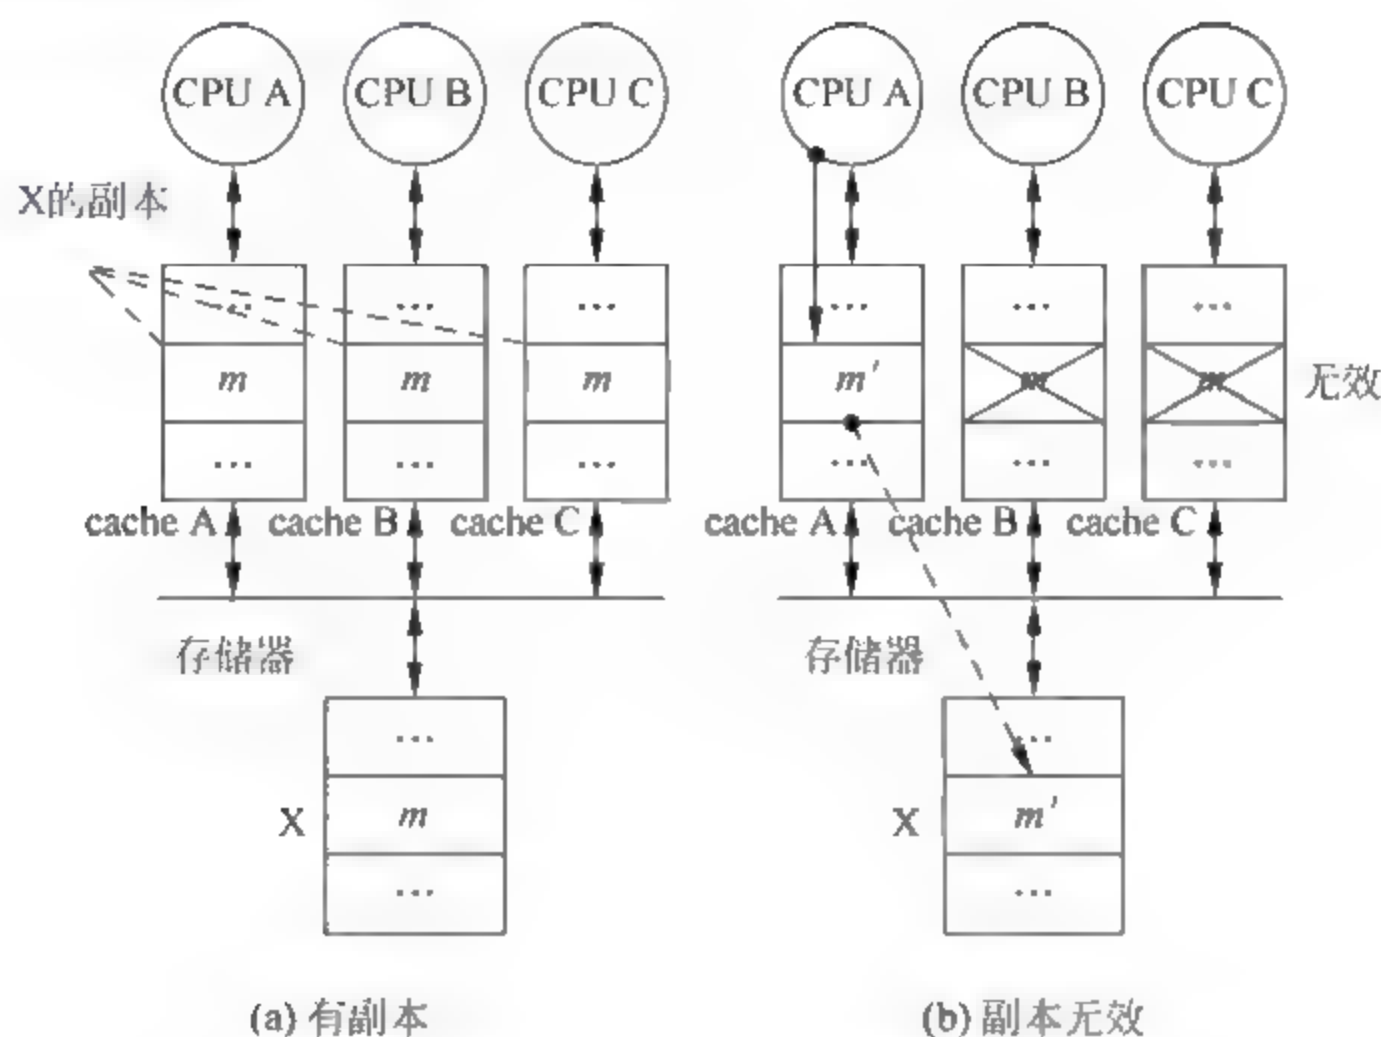 CPU A CPU B CPU C CPU A CPU B CPU C
X的副本
… … … … … …
m m m m′ m m 无效
… … … … … …
cache A cache B cache C cache A cache B cache C
存储器 存储器
… …
X m X m′
… …
(a) 有副本 (b) 副本无效